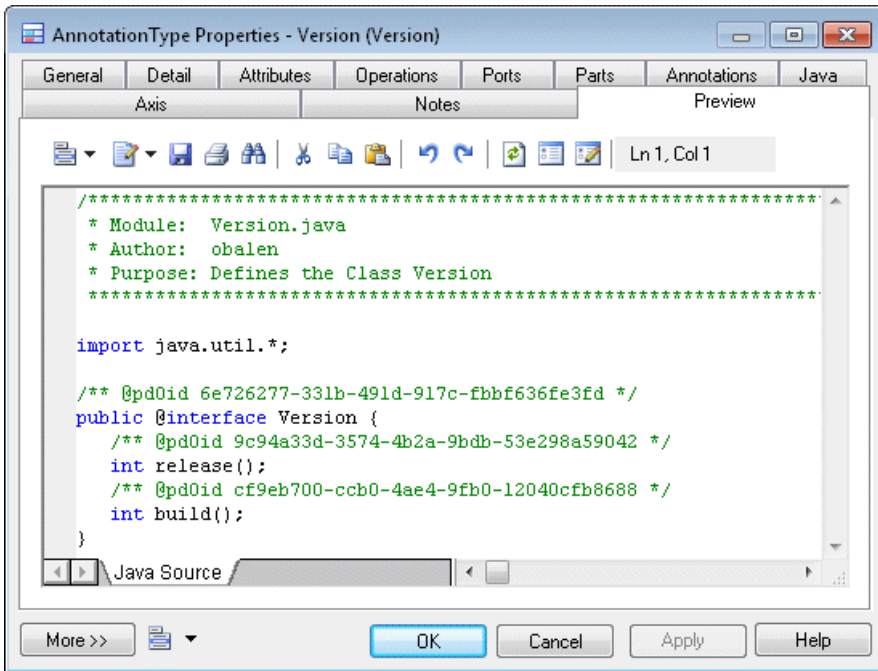 AnnotationType Properties - Version (Version)
General Detail Attributes Operations Ports Parts Annotations Java
Axis Notes Preview
Ln 1, Col 1
/******************************************************************
 * Module:  Version.java
 * Author:  obalen
 * Purpose: Defines the Class Version
 ******************************************************************
import java.util.*;
/** @pdOid 6e726277-331b-491d-917c-fbbf636fe3fd */
public @interface Version {
   /** @pdOid 9c94a33d-3574-4b2a-9bdb-53e298a59042 */
   int release();
   /** @pdOid cf9eb700-ccb0-4ae4-9fb0-12040cfb8688 */
   int build();
}
Java Source
More >> OK Cancel Apply Help